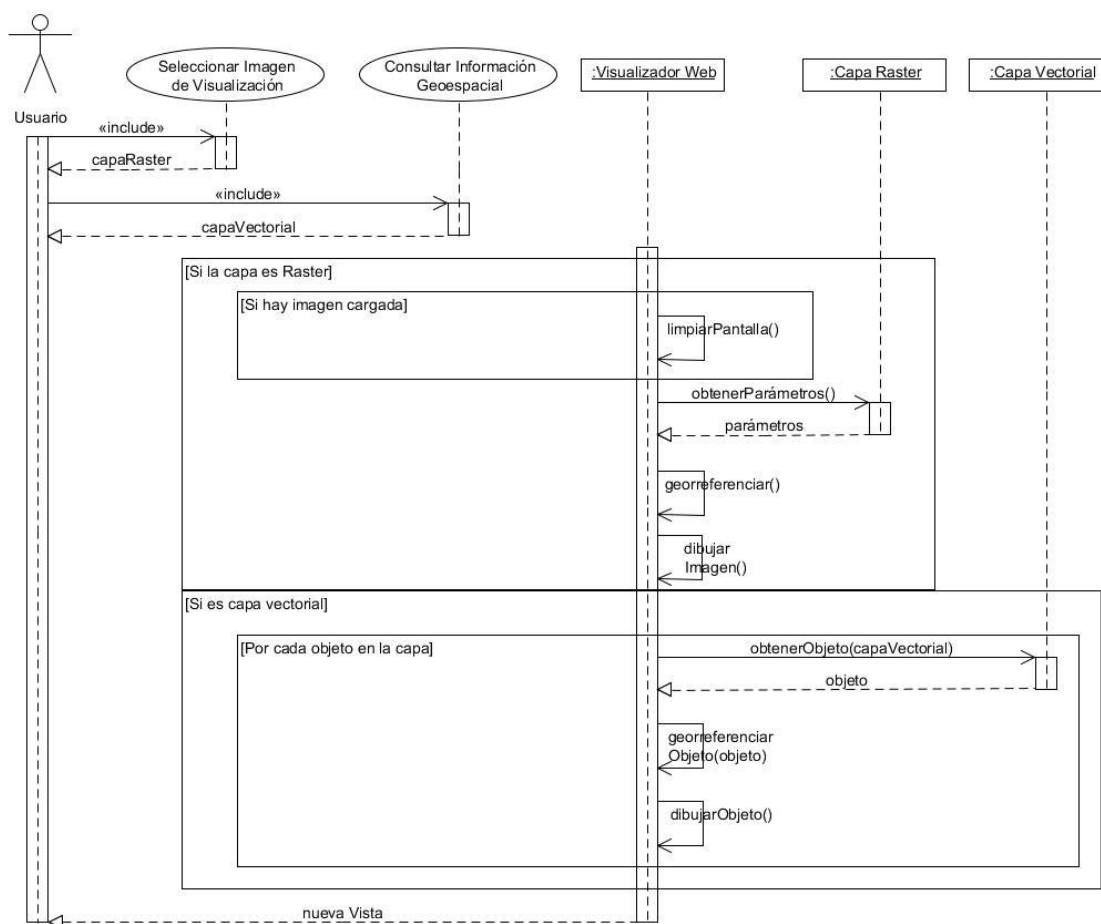 Seleccionar Imagen
de Visualización
Consultar Información
Geoespacial
:Visualizador Web
:Capa Raster
:Capa Vectorial
Usuario
«include»
capaRaster
«include»
capaVectorial
[Si la capa es Raster]
[Si hay imagen cargada]
limpiarPantalla()
obtenerParámetros()
parámetros
georreferenciar()
dibujar
Imagen()
[Si es capa vectorial]
[Por cada objeto en la capa]
obtenerObjeto(capaVectorial)
objeto
georreferenciar
Objeto(objeto)
dibujarObjeto()
nueva Vista